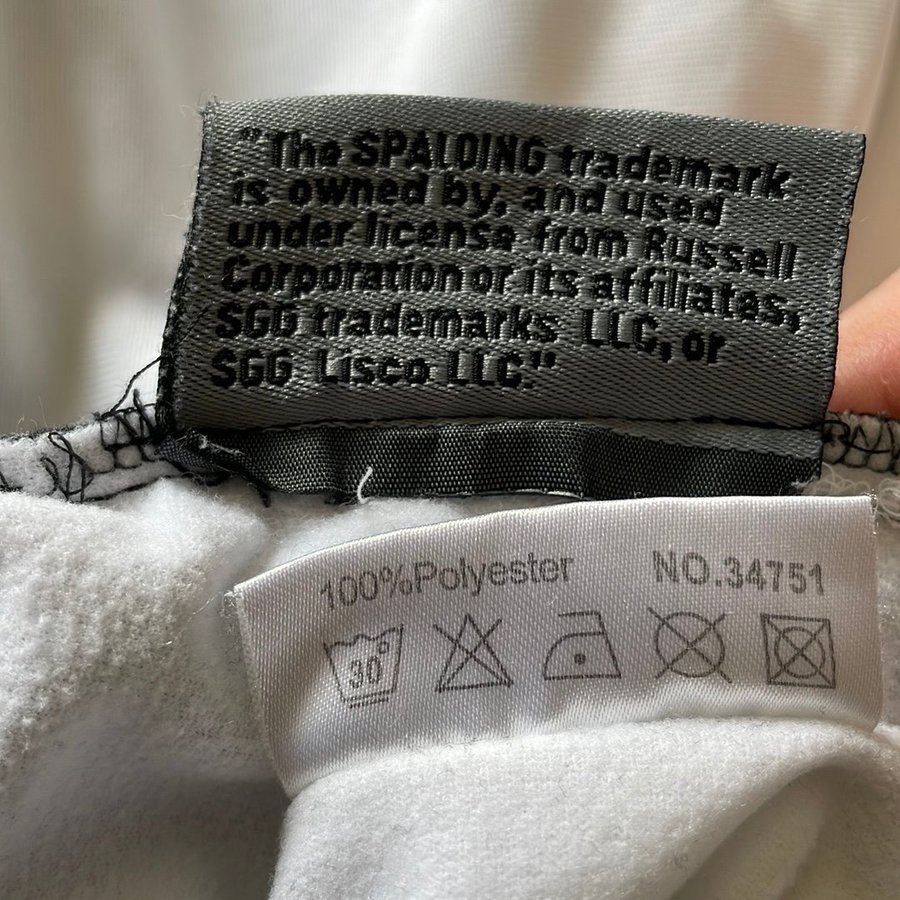 "The SPALDING trademark
is owned by, and used
under license from Russell
Corporation or its affiliates,
SGG trademarks LLC, or
SGG Lisco LLC."
100%Polyester NO.34751
30°